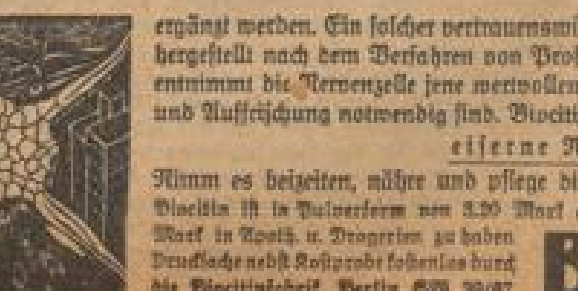 ergänzt werden. Ein solcher vertrauenswü
hergestellt nach dem Verfahren von Prof
entnimmt die Nervenzelle jene wertvollen
und Auffrischung notwendig sind. Biocitin
eiserne N
Nimm es beizeiten, nähre und pflege di
Biocitin ist in Pulverform von 3.20 Mark
Mark in Apoth. u. Drogerien zu haben
Drucksache nebst Kostprobe kostenlos durch
die Biocitinfabrik, Berlin
B